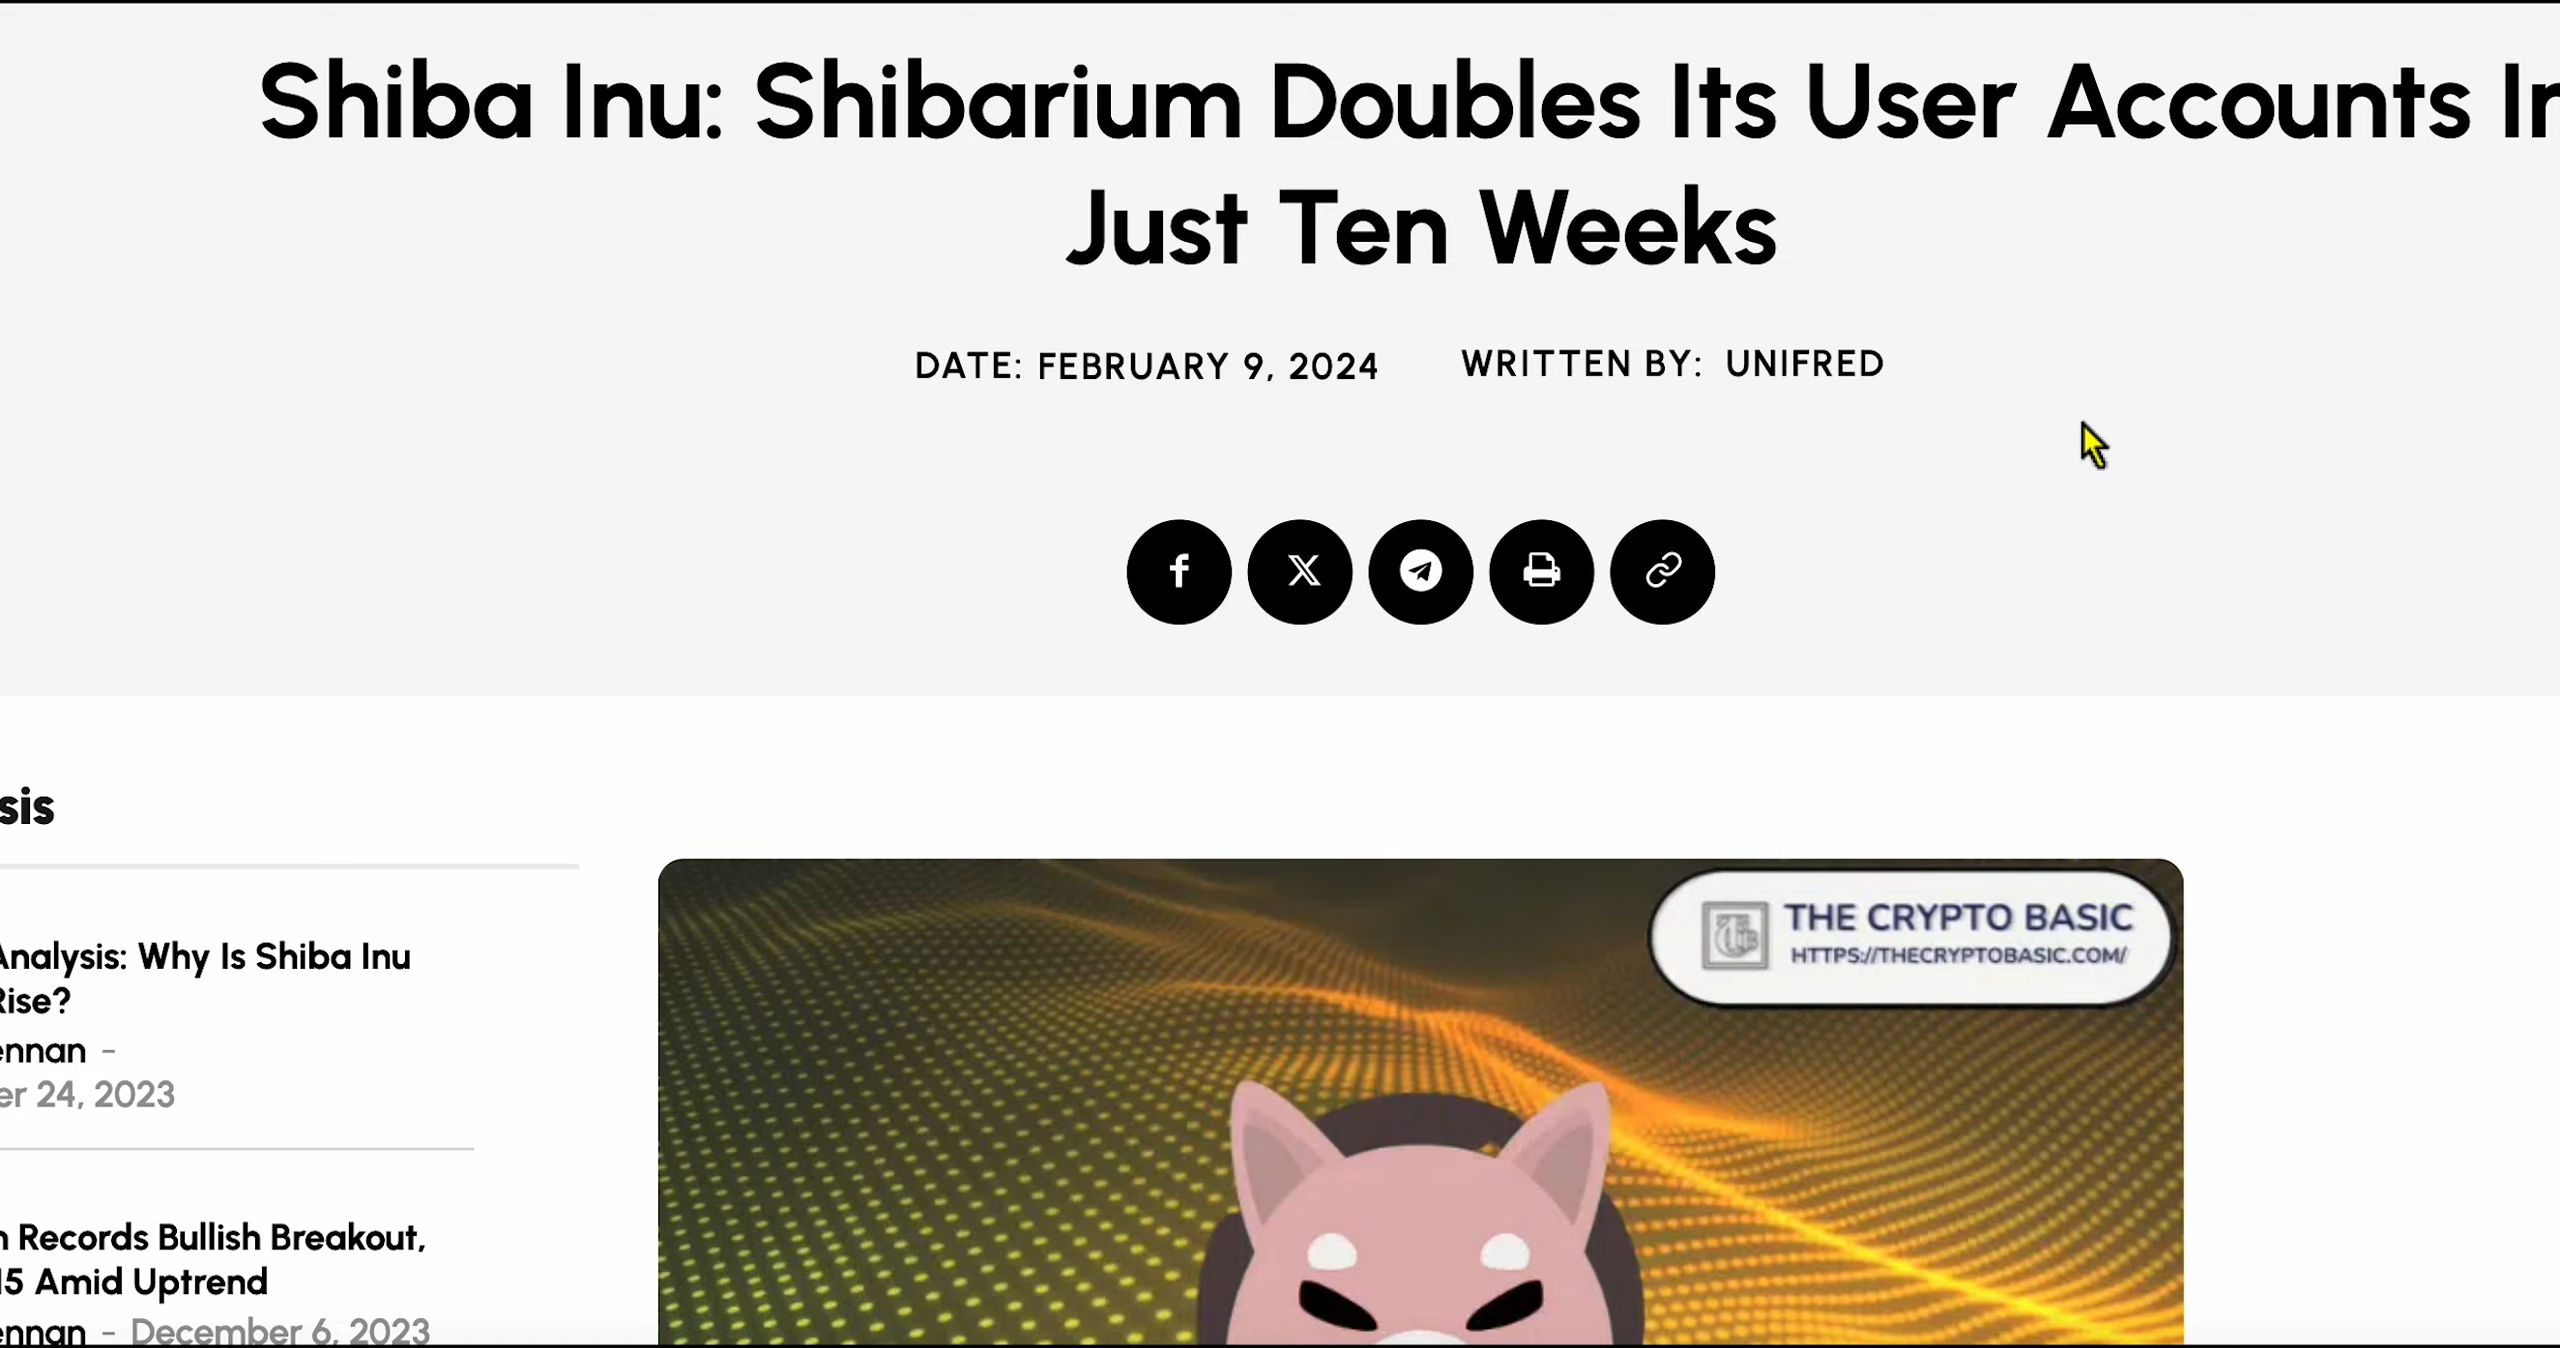 Shiba Inu: Shibarium Doubles Its User Accounts In
Just Ten Weeks
DATE: FEBRUARY 9, 2024 WRITTEN BY: UNIFRED
sis
Analysis: Why Is Shiba Inu
Rise?
ennan -
er 24, 2023
n Records Bullish Breakout,
15 Amid Uptrend
ennan - December 6, 2023
THE CRYPTO BASIC
HTTPS://THECRYPTOBASIC.COM/